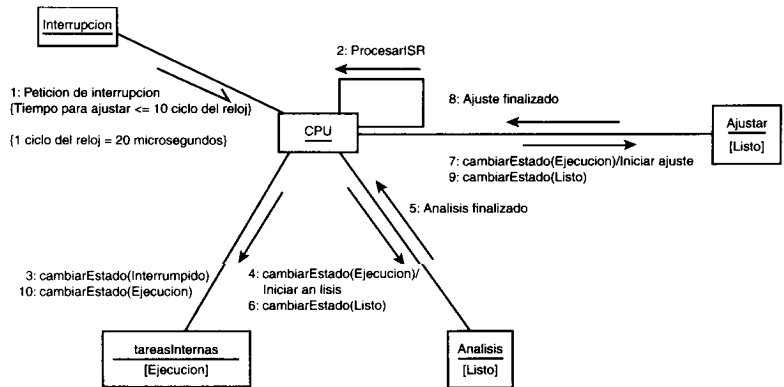 Interrupcion
2: ProcesarISR
1: Peticion de interrupcion
{Tiempo para ajustar <= 10 ciclo del reloj}
8: Ajuste finalizado
{1 ciclo del reloj = 20 microsegundos}
CPU
Ajustar
[Listo]
7: cambiarEstado(Ejecucion)/Iniciar ajuste
9: cambiarEstado(Listo)
5: Analisis finalizado
3: cambiarEstado(Interrumpido)
10: cambiarEstado(Ejecucion)
4: cambiarEstado(Ejecucion)/
Iniciar an lisis
6: cambiarEstado(Listo)
tareasInternas
[Ejecucion]
Analisis
[Listo]